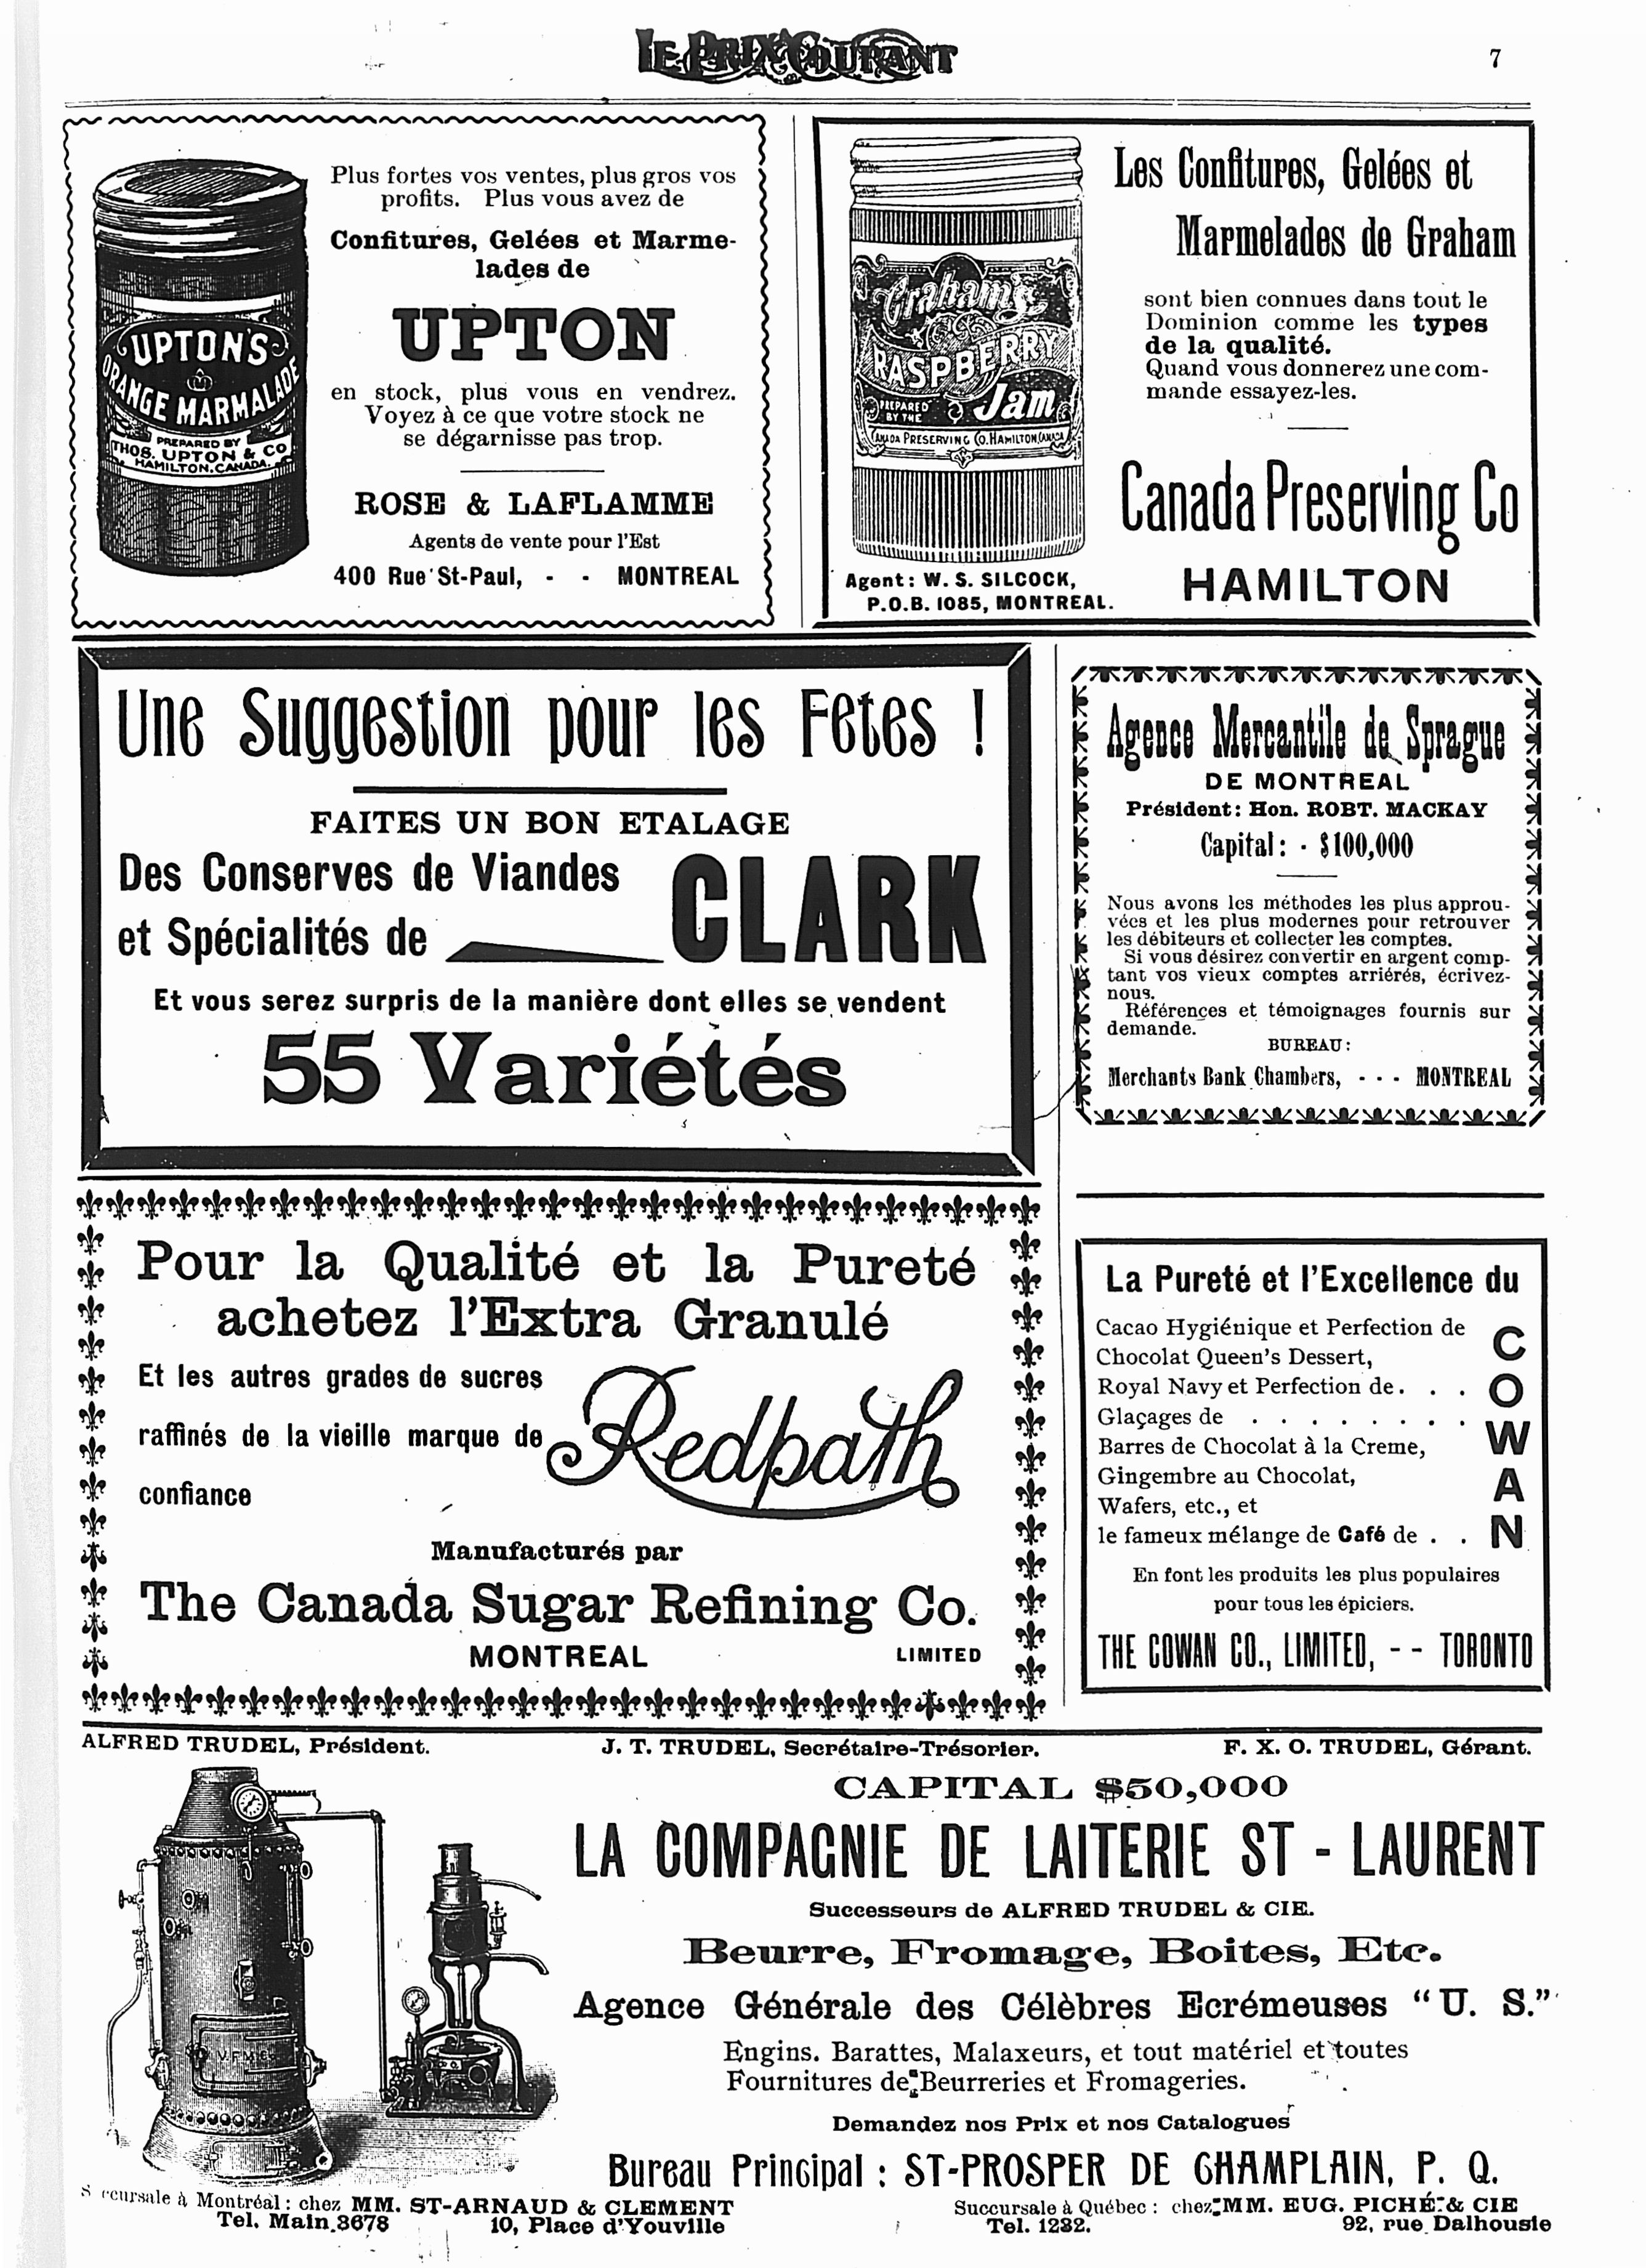 LE PRIX COURANT
7
Plus fortes vos ventes, plus gros vos
profits. Plus vous avez de
Confitures, Gelées et Marme-
lades de
UPTON
en stock, plus vous en vendrez.
Voyez à ce que votre stock ne
se dégarnisse pas trop.
ROSE & LAFLAMME
Agents de vente pour l'Est
400 Rue St-Paul, - - MONTREAL
UPTON'S
ORANGE MARMALADE
PREPARED BY
THOS. UPTON & CO
HAMILTON, CANADA.
Graham's
RASPBERRY
Jam
PREPARED
BY THE
CANADA PRESERVING CO. HAMILTON, CANADA
Les Confitures, Gelées et
Marmelades de Graham
sont bien connues dans tout le
Dominion comme les types
de la qualité.
Quand vous donnerez une com-
mande essayez-les.
Canada Preserving Co
HAMILTON
Agent: W. S. SILCOCK,
P.O.B. 1085, MONTREAL.
Une Suggestion pour les Fetes !
FAITES UN BON ETALAGE
Des Conserves de Viandes
et Spécialités de
CLARK
Et vous serez surpris de la manière dont elles se vendent
55 Variétés
Agence Mercantile de Sprague
DE MONTREAL
Président: Hon. ROBT. MACKAY
Capital: - $100,000
Nous avons les méthodes les plus approu-
vées et les plus modernes pour retrouver
les débiteurs et collecter les comptes.
Si vous désirez convertir en argent comp-
tant vos vieux comptes arriérés, écrivez-
nous.
Références et témoignages fournis sur
demande.
BUREAU:
Merchants Bank Chambers, - - - MONTREAL
Pour la Qualité et la Pureté
achetez l'Extra Granulé
Et les autres grades de sucres
raffinés de la vieille marque de
confiance
Redpath
Manufacturés par
The Canada Sugar Refining Co.
MONTREAL LIMITED
La Pureté et l'Excellence du
Cacao Hygiénique et Perfection de
Chocolat Queen's Dessert,
Royal Navy et Perfection de . . .
Glaçages de . . . . . . . .
Barres de Chocolat à la Creme,
Gingembre au Chocolat,
Wafers, etc., et
le fameux mélange de Café de . .
COWAN
En font les produits les plus populaires
pour tous les épiciers.
THE COWAN CO., LIMITED, - - TORONTO
ALFRED TRUDEL, Président. J. T. TRUDEL, Secrétaire-Trésorier. F. X. O. TRUDEL, Gérant.
CAPITAL $50,000
LA COMPAGNIE DE LAITERIE ST - LAURENT
Successeurs de ALFRED TRUDEL & CIE.
Beurre, Fromage, Boites, Etc.
Agence Générale des Célèbres Ecrémeuses "U. S."
Engins. Barattes, Malaxeurs, et tout matériel et toutes
Fournitures de Beurreries et Fromageries.
Demandez nos Prix et nos Catalogues
Bureau Principal : ST-PROSPER DE CHAMPLAIN, P. Q.
Succursale à Montréal : chez MM. ST-ARNAUD & CLEMENT
Tel. Main 3678 10, Place d'Youville
Succursale à Québec : chez MM. EUG. PICHÉ & CIE
Tel. 1232. 92, rue Dalhousie